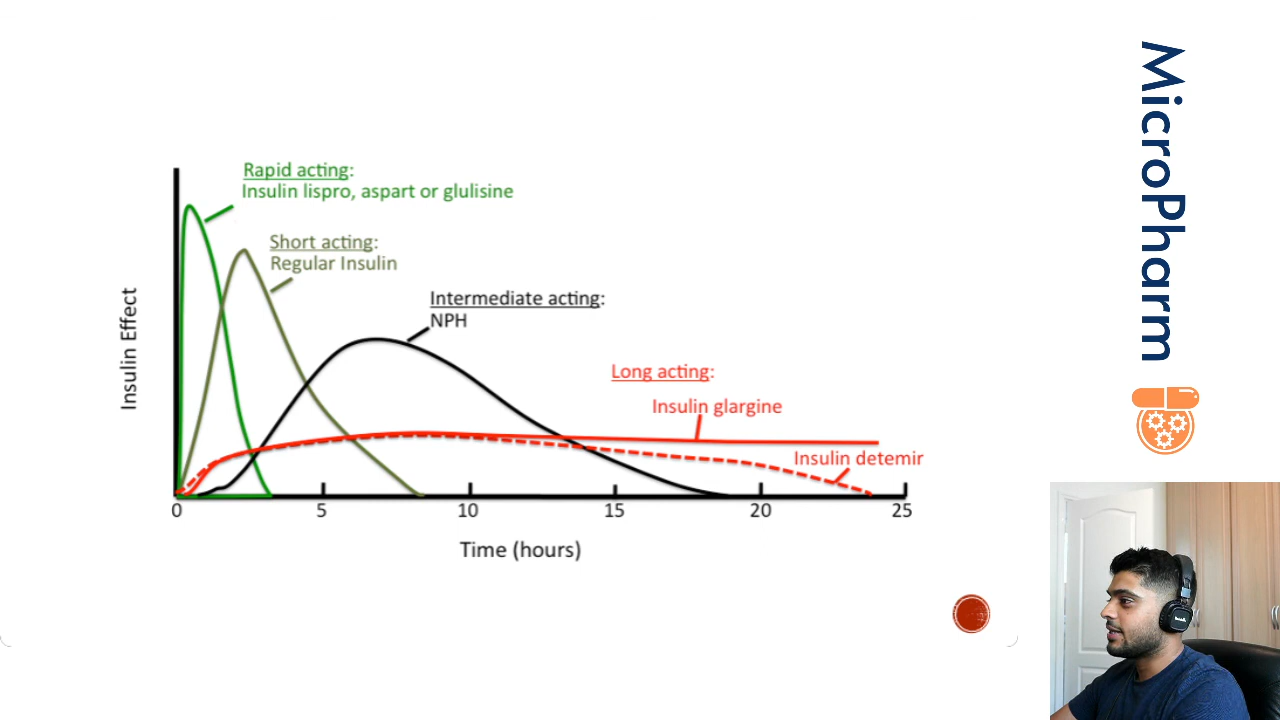 Rapid acting:
Insulin lispro, aspart or glulisine
Short acting:
Regular Insulin
Intermediate acting:
NPH
Long acting:
Insulin glargine
Insulin detemir
Insulin Effect
0 5 10 15 20 25
Time (hours)
MicroPharm